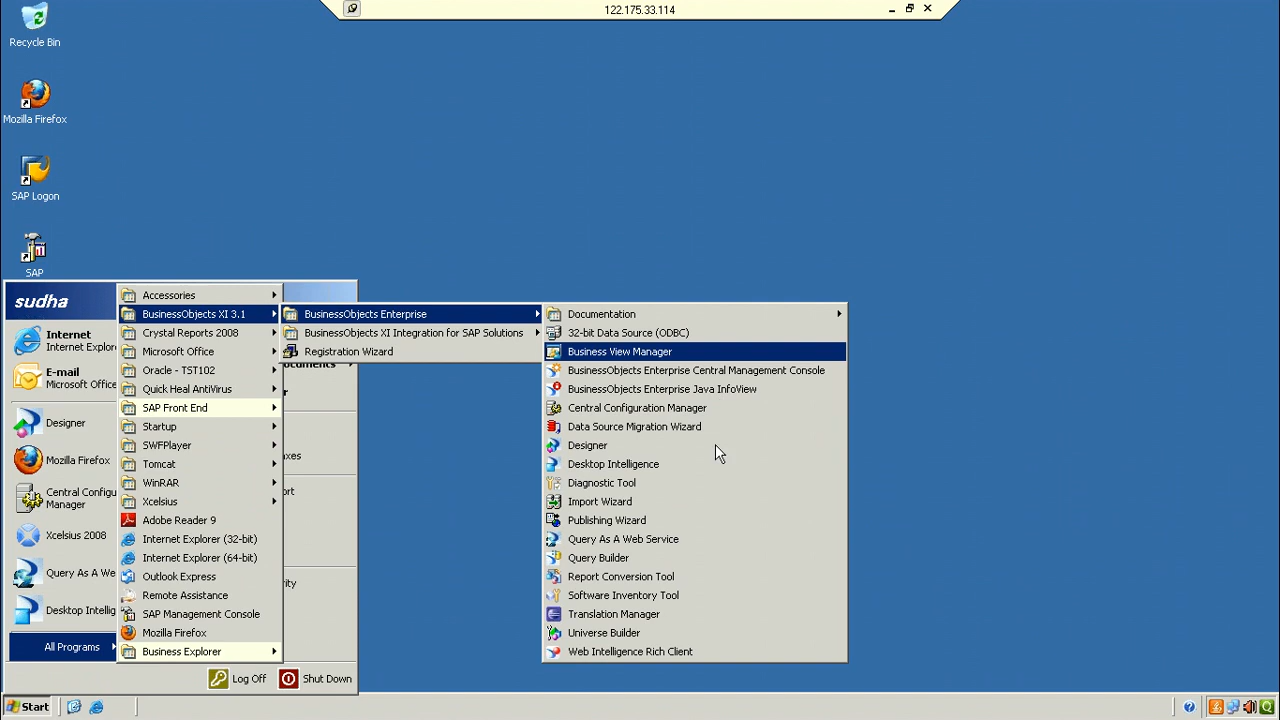 122.175.33.114
Recycle Bin
Mozilla Firefox
SAP Logon
SAP
sudha
Internet
Internet Explor
E-mail
Microsoft Office
Designer
Mozilla Firefox
Central Configu
Manager
Xcelsius 2008
Query As A We
Desktop Intellig
All Programs
Accessories
BusinessObjects XI 3.1
Crystal Reports 2008
Microsoft Office
Oracle - TST102
Quick Heal AntiVirus
SAP Front End
Startup
SWFPlayer
Tomcat
WinRAR
Xcelsius
Adobe Reader 9
Internet Explorer (32-bit)
Internet Explorer (64-bit)
Outlook Express
Remote Assistance
SAP Management Console
Mozilla Firefox
Business Explorer
BusinessObjects Enterprise
BusinessObjects XI Integration for SAP Solutions
Registration Wizard
axes
ort
rity
Documentation
32-bit Data Source (ODBC)
Business View Manager
BusinessObjects Enterprise Central Management Console
BusinessObjects Enterprise Java InfoView
Central Configuration Manager
Data Source Migration Wizard
Designer
Desktop Intelligence
Diagnostic Tool
Import Wizard
Publishing Wizard
Query As A Web Service
Query Builder
Report Conversion Tool
Software Inventory Tool
Translation Manager
Universe Builder
Web Intelligence Rich Client
Log Off
Shut Down
Start